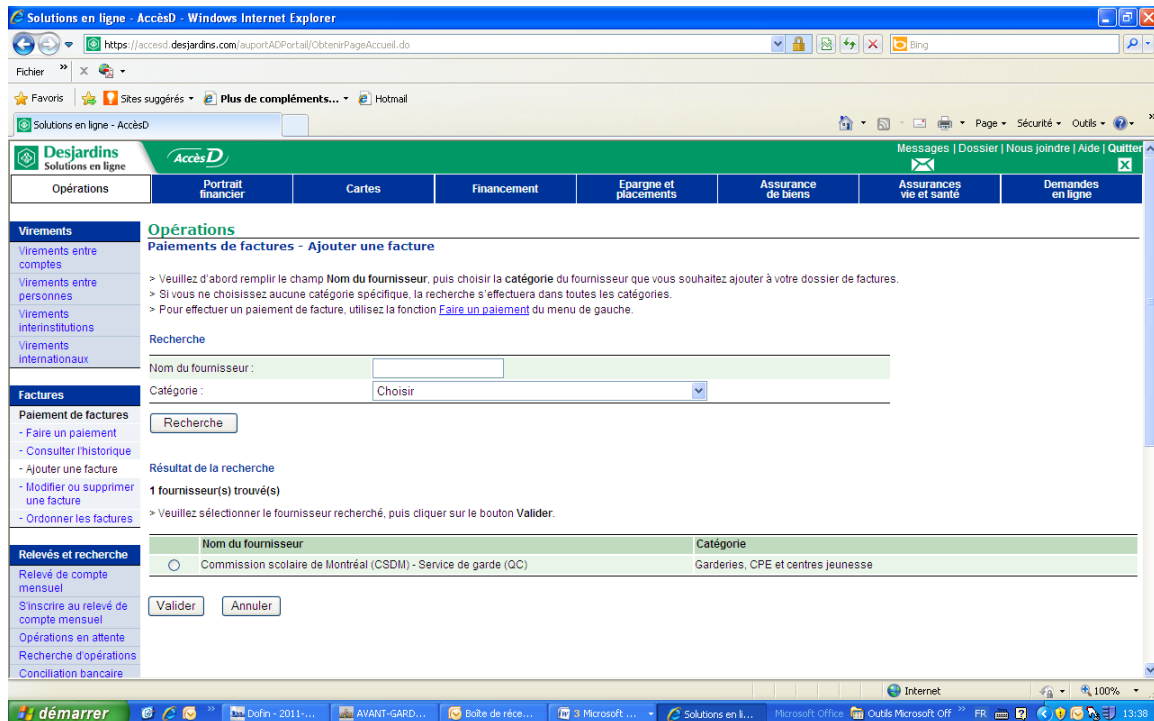 Solutions en ligne - AccèsD - Windows Internet Explorer
https://accesd.desjardins.com/auportADPortail/ObtenirPageAccueil.do
Bing
Fichier »
Favoris Sites suggérés Plus de compléments... Hotmail
Solutions en ligne - AccèsD
Page Sécurité Outils »
Desjardins
Solutions en ligne
AccèsD
Messages | Dossier | Nous joindre | Aide | Quitter
Opérations
Portrait financier
Cartes
Financement
Epargne et placements
Assurance de biens
Assurances vie et santé
Demandes en ligne
Virements
Virements entre
comptes
Virements entre
personnes
Virements
interinstitutions
Virements
internationaux
Factures
Paiement de factures
- Faire un paiement
- Consulter l'historique
- Ajouter une facture
- Modifier ou supprimer
une facture
- Ordonner les factures
Relevés et recherche
Relevé de compte
mensuel
S'inscrire au relevé de
compte mensuel
Opérations en attente
Recherche d'opérations
Conciliation bancaire
Opérations
Paiements de factures - Ajouter une facture
> Veuillez d'abord remplir le champ Nom du fournisseur, puis choisir la catégorie du fournisseur que vous souhaitez ajouter à votre dossier de factures.
> Si vous ne choisissez aucune catégorie spécifique, la recherche s'effectuera dans toutes les catégories.
> Pour effectuer un paiement de facture, utilisez la fonction Faire un paiement du menu de gauche.
Recherche
Nom du fournisseur :
Catégorie : Choisir
Recherche
Résultat de la recherche
1 fournisseur(s) trouvé(s)
> Veuillez sélectionner le fournisseur recherché, puis cliquer sur le bouton Valider.
Nom du fournisseur Catégorie
Commission scolaire de Montréal (CSDM) - Service de garde (QC) Garderies, CPE et centres jeunesse
Valider Annuler
Internet 100%
démarrer » Dofin - 2011-... AVANT-GARD... Boîte de réce... 3 Microsoft ... Solutions en li... Microsoft Office Outils Microsoft Off » FR 13:38